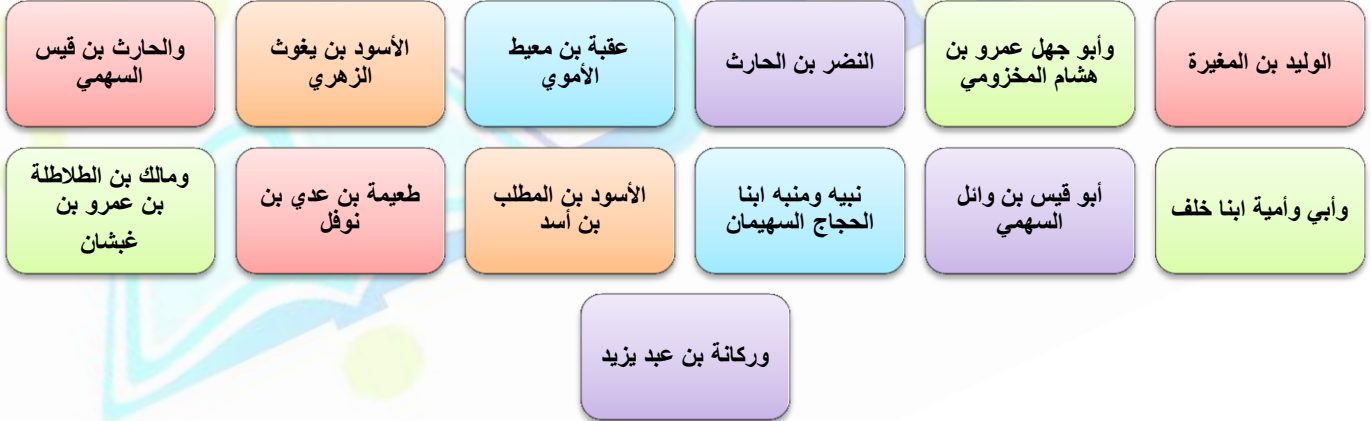 الوليد بن المغيرة
وأبو جهل عمرو بن
هشام المخزومي
النضر بن الحارث
عقبة بن معيط
الأموي
الأسود بن يغوث
الزهري
والحارث بن قيس
السهمي
وأبي وأمية ابنا خلف
أبو قيس بن وائل
السهمي
نبيه ومنبه ابنا
الحجاج السهيمان
الأسود بن المطلب
بن أسد
طعيمة بن عدي بن
نوفل
ومالك بن الطلاطلة
بن عمرو بن
غبشان
وركانة بن عبد يزيد